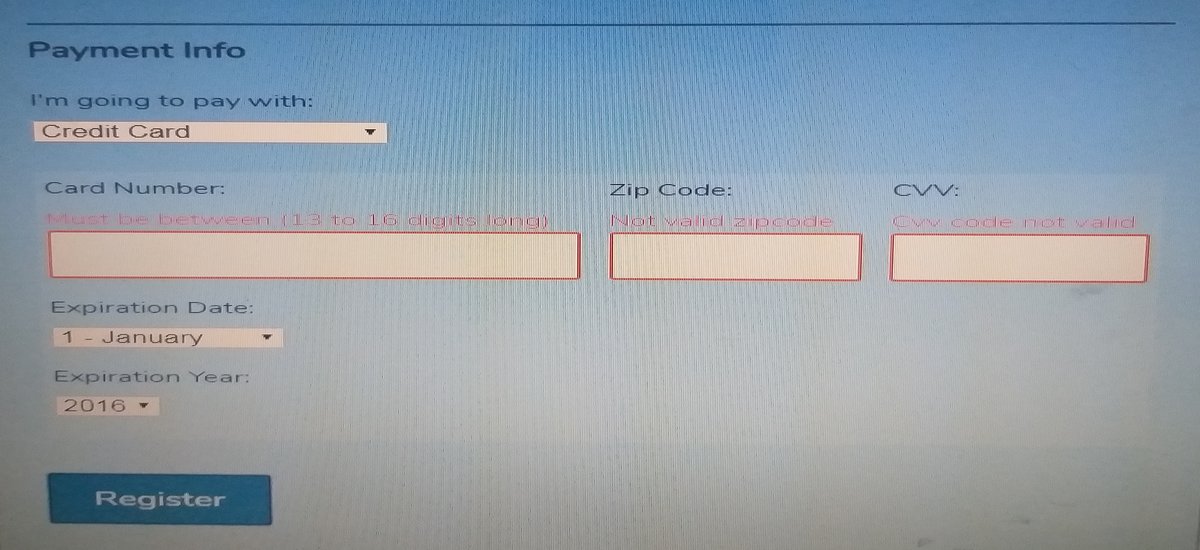 Payment Info
I'm going to pay with:
Credit Card
Card Number: Zip Code: CVV:
Must be between (13 to 16 digits long) Not valid zipcode Cvv code not valid
Expiration Date:
1 - January
Expiration Year:
2016
Register